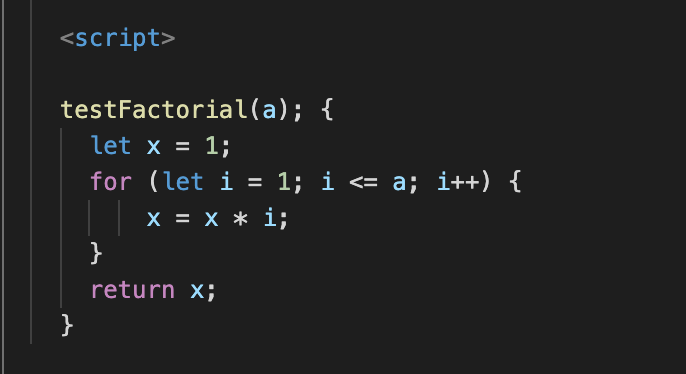 <script>
testFactorial(a); {
let x = 1;
for (let i = 1; i <= a; i++) {
x = x * i;
}
return x;
}